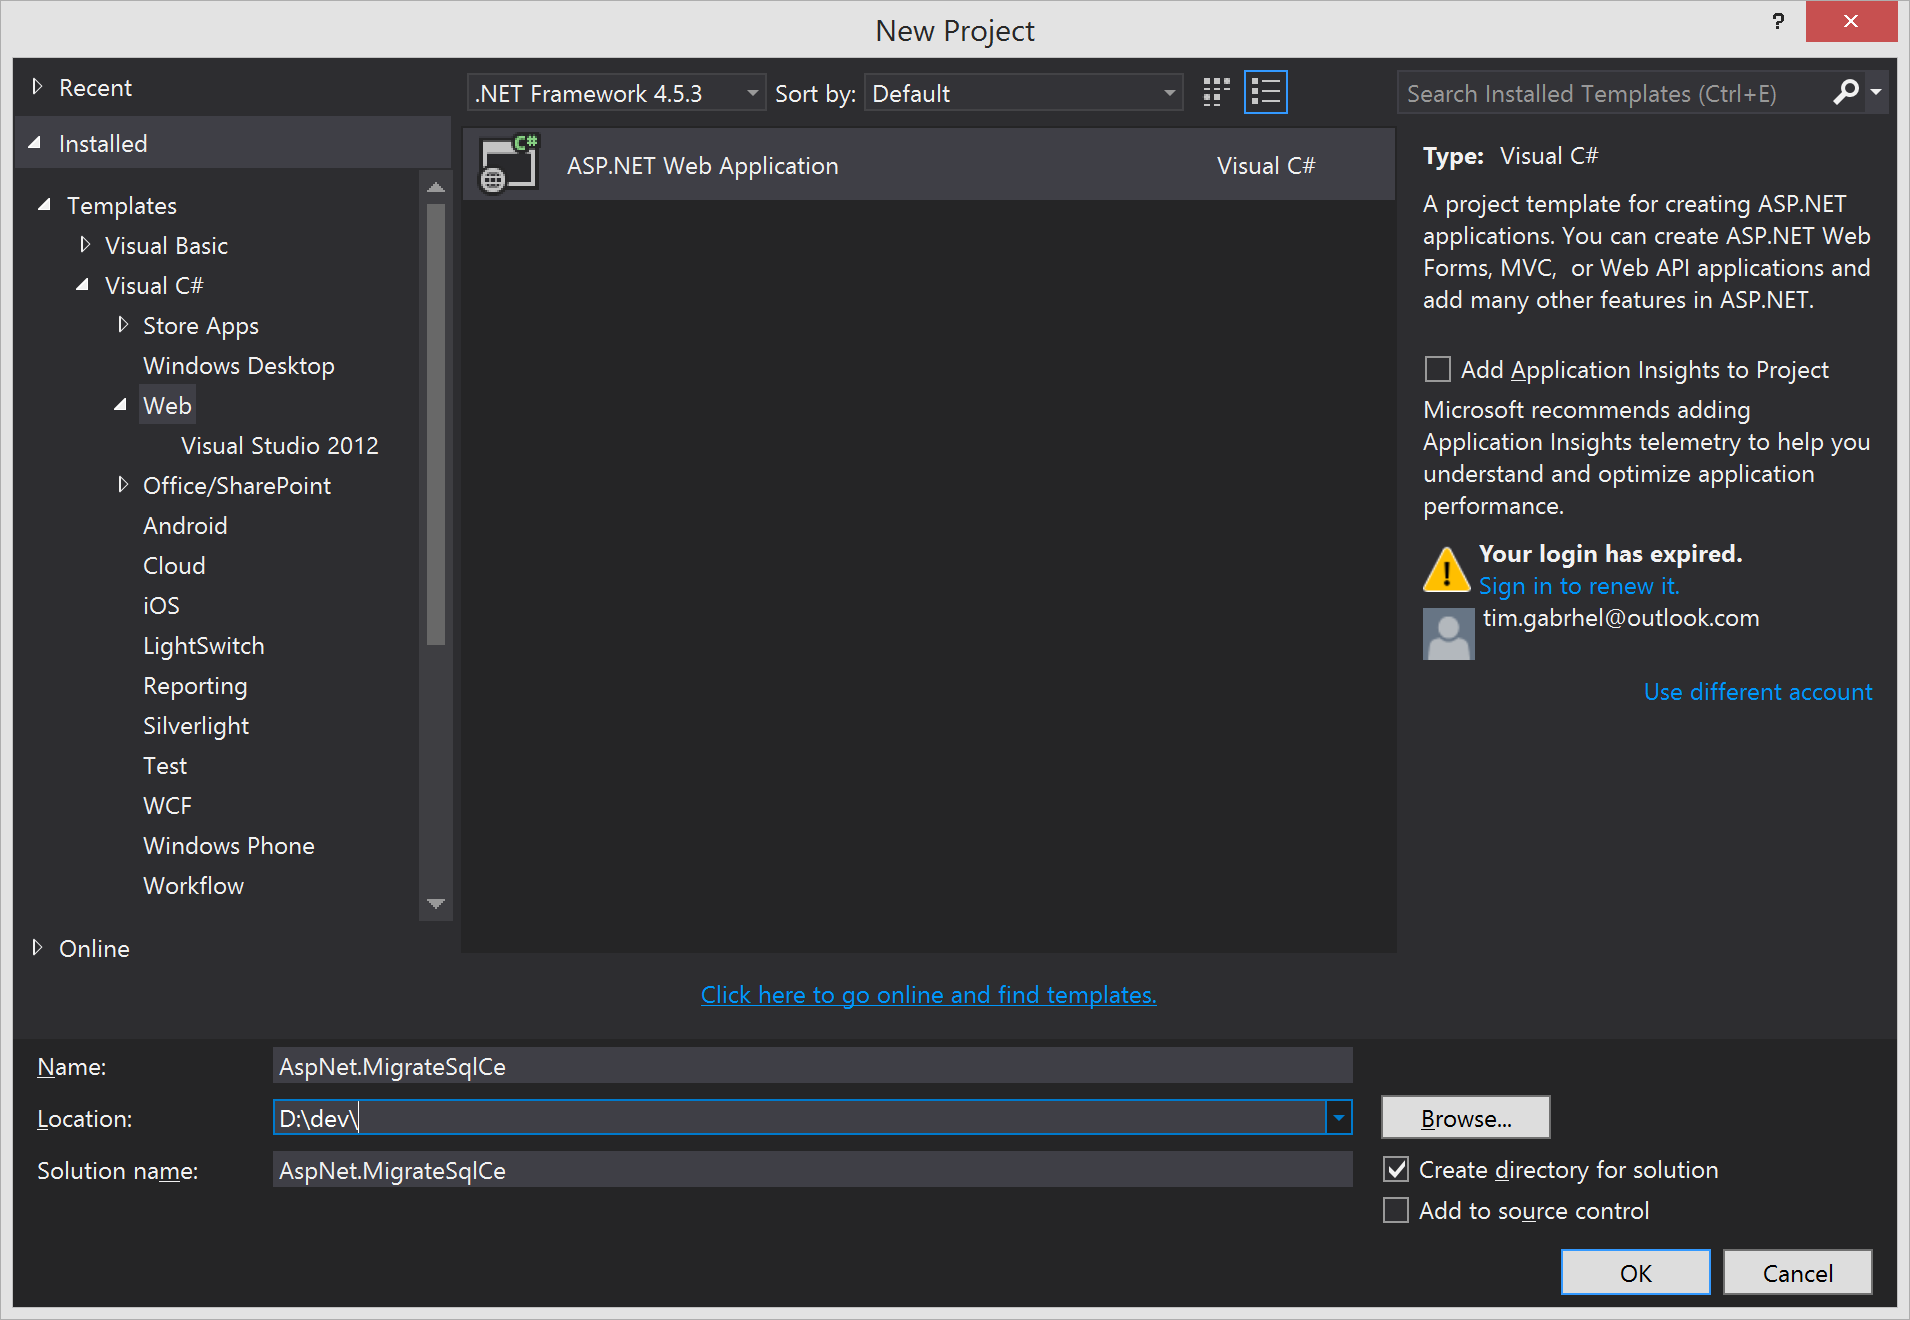 New Project
?
Recent
Installed
Templates
Visual Basic
Visual C#
Store Apps
Windows Desktop
Web
Visual Studio 2012
Office/SharePoint
Android
Cloud
iOS
LightSwitch
Reporting
Silverlight
Test
WCF
Windows Phone
Workflow
Online
.NET Framework 4.5.3
Sort by: Default
C#
ASP.NET Web Application Visual C#
Click here to go online and find templates.
Search Installed Templates (Ctrl+E)
Type: Visual C#
A project template for creating ASP.NET
applications. You can create ASP.NET Web
Forms, MVC,  or Web API applications and
add many other features in ASP.NET.
Add Application Insights to Project
Microsoft recommends adding
Application Insights telemetry to help you
understand and optimize application
performance.
Your login has expired.
Sign in to renew it.
tim.gabrhel@outlook.com
Use different account
Name: AspNet.MigrateSqlCe
Location: D:\dev\
Browse...
Solution name: AspNet.MigrateSqlCe
Create directory for solution
Add to source control
OK
Cancel